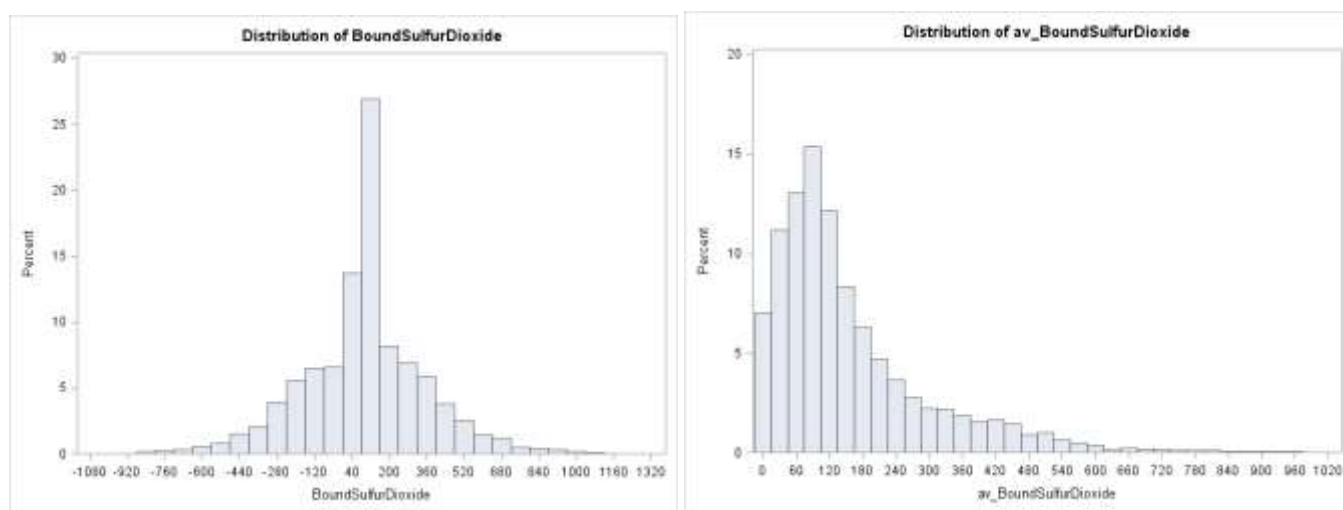 Distribution of BoundSulfurDioxide
30
25
20
15
10
5
0
Percent
-1080 -920 -760 -600 -440 -280 -120 40 200 360 520 680 840 1000 1160 1320
BoundSulfurDioxide
Distribution of av_BoundSulfurDioxide
20
15
10
5
0
Percent
0 60 120 180 240 300 360 420 480 540 600 660 720 780 840 900 960 1020
av_BoundSulfurDioxide